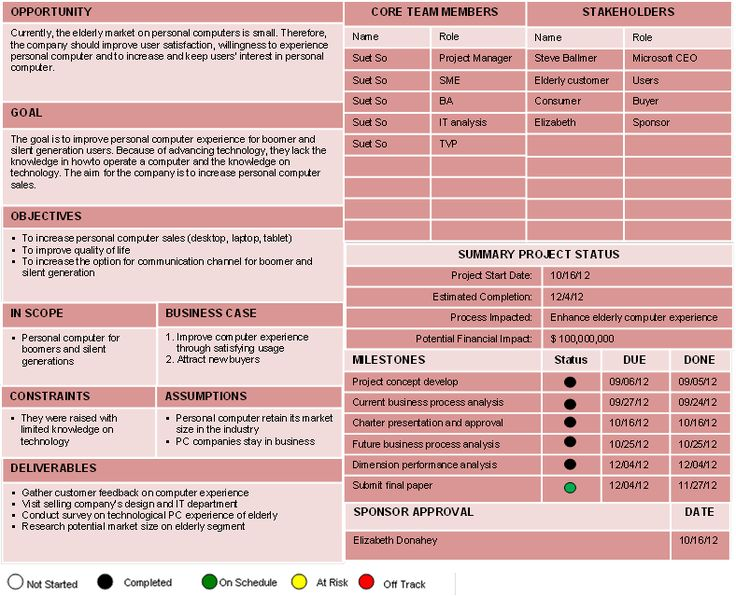 OPPORTUNITY
Currently, the elderly market on personal computers is small. Therefore,
the company should improve user satisfaction, willingness to experience
personal computer and to increase and keep users' interest in personal
computer.
GOAL
The goal is to improve personal computer experience for boomer and
silent generation users. Because of advancing technology, they lack the
knowledge in howto operate a computer and the knowledge on
technology. The aim for the company is to increase personal computer
sales.
OBJECTIVES
• To increase personal computer sales (desktop, laptop, tablet)
• To improve quality of life
• To increase the option for communication channel for boomer and
silent generation
IN SCOPE
• Personal computer for
boomers and silent
generations
BUSINESS CASE
1. Improve computer experience
through satisfying usage
2. Attract new buyers
CONSTRAINTS
• They were raised with
limited knowledge on
technology
ASSUMPTIONS
• Personal computer retain its market
size in the industry
• PC companies stay in business
DELIVERABLES
• Gather customer feedback on computer experience
• Visit selling company's design and IT department
• Conduct survey on technological PC experience of elderly
• Research potential market size on elderly segment
CORE TEAM MEMBERS
Name Role
Suet So Project Manager
Suet So SME
Suet So BA
Suet So IT analysis
Suet So TVP
STAKEHOLDERS
Name Role
Steve Ballmer Microsoft CEO
Elderly customer Users
Consumer Buyer
Elizabeth Sponsor
SUMMARY PROJECT STATUS
Project Start Date: 10/16/12
Estimated Completion: 12/4/12
Process Impacted: Enhance elderly computer experience
Potential Financial Impact: $ 100,000,000
MILESTONES Status DUE DONE
Project concept develop 09/06/12 09/05/12
Current business process analysis 09/27/12 09/24/12
Charter presentation and approval 10/16/12 10/16/12
Future business process analysis 10/25/12 10/25/12
Dimension performance analysis 12/04/12 12/04/12
Submit final paper 12/04/12 11/27/12
SPONSOR APPROVAL DATE
Elizabeth Donahey 10/16/12
Not Started Completed On Schedule At Risk Off Track